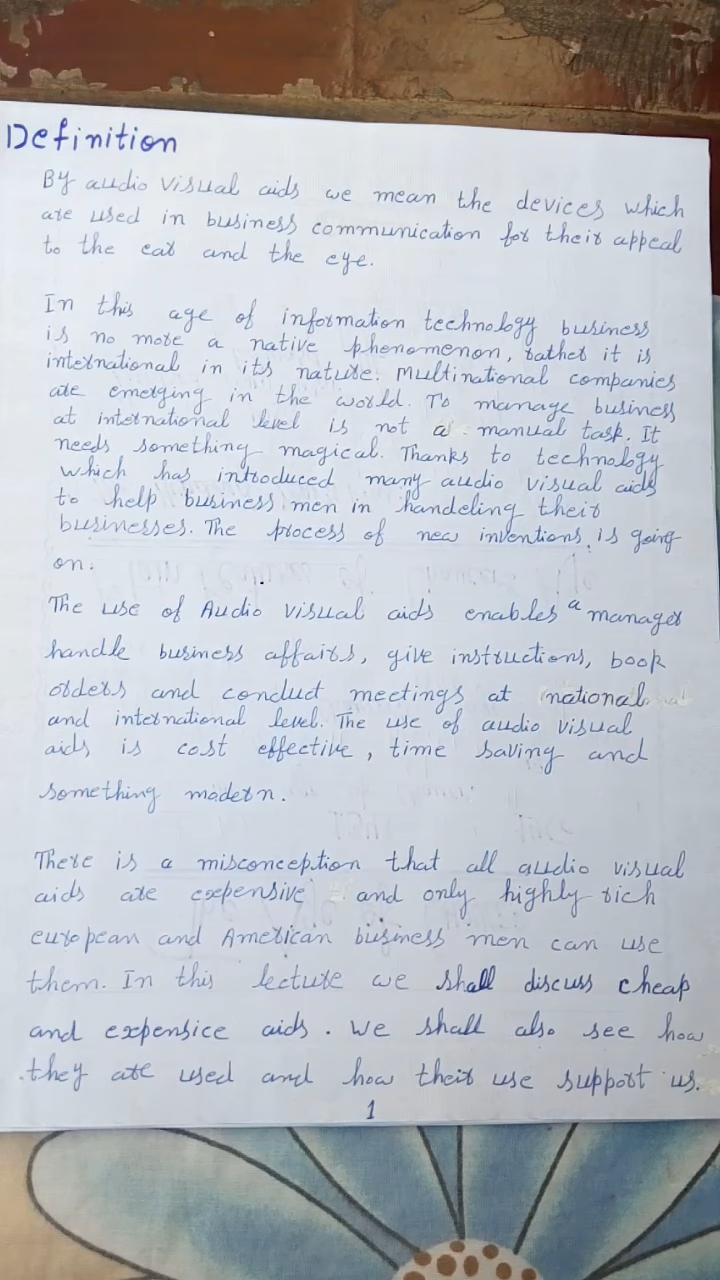 Definition
By audio visual aids we mean the devices which
are used in business communication for their appeal
to the ear and the eye.
In this age of information technology business
is no more a native phenomenon, rather it is
international in its nature. Multinational companies
are emerging in the world. To manage business
at international level is not a manual task. It
needs something magical. Thanks to technology
which has introduced many audio visual aids
to help business men in handeling their
businesses. The process of new inventions is going
on.
The use of Audio visual aids enables a manager
handle business affairs, give instructions, book
orders and conduct meetings at national
and international level. The use of audio visual
aids is cost effective, time saving and
something modern.
There is a misconception that all audio visual
aids are expensive and only highly rich
european and American business men can use
them. In this lecture we shall discuss cheap
and expensice aids. We shall also see how
they are used and how their use support us.
1